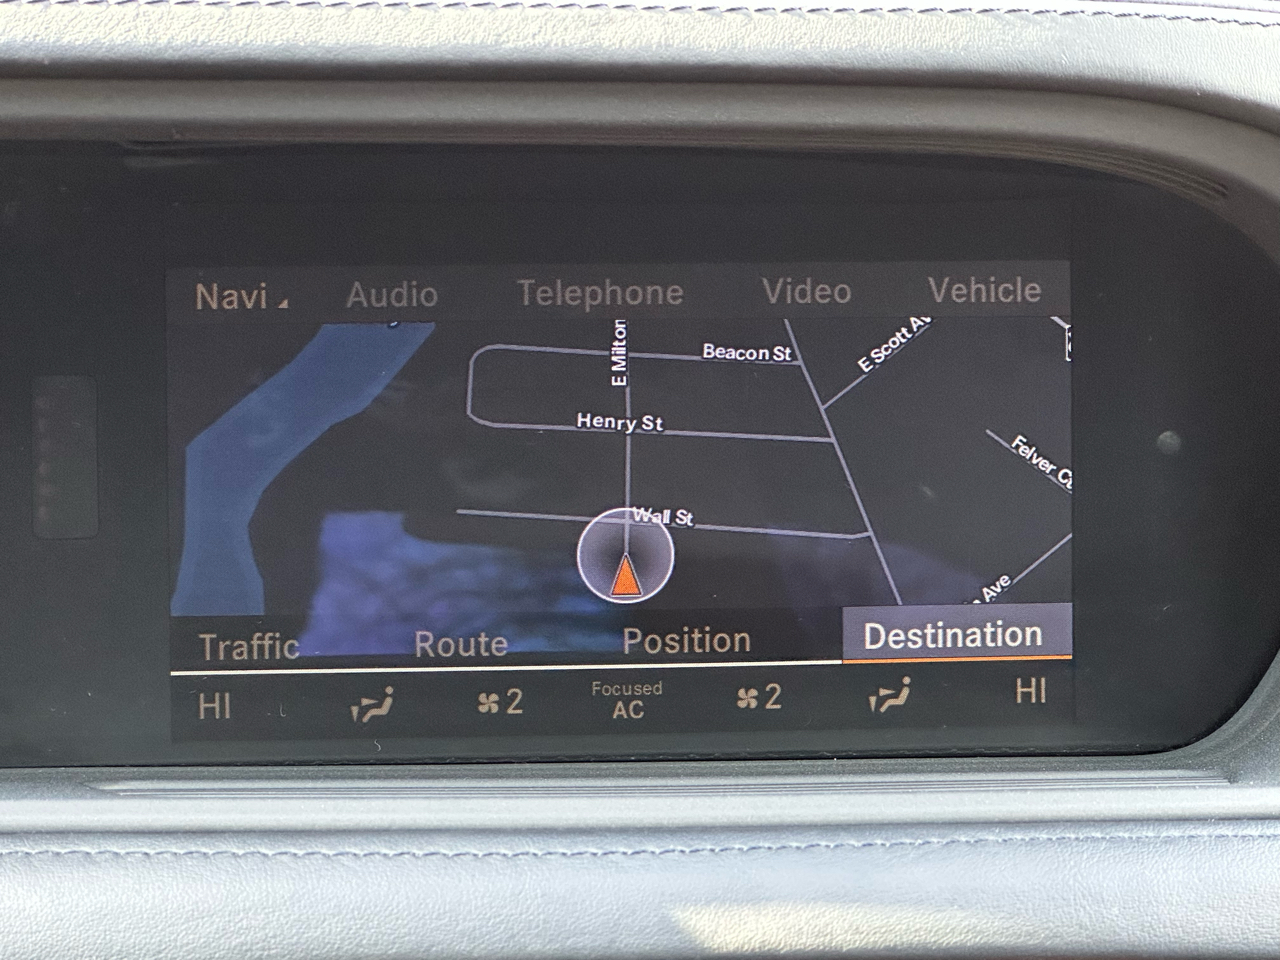 Navi Audio Telephone Video Vehicle
E Milton
Beacon St
E Scott
Henry St
Felver
Wall St
Ave
Traffic Route Position Destination
HI 2 Focused AC 2 HI